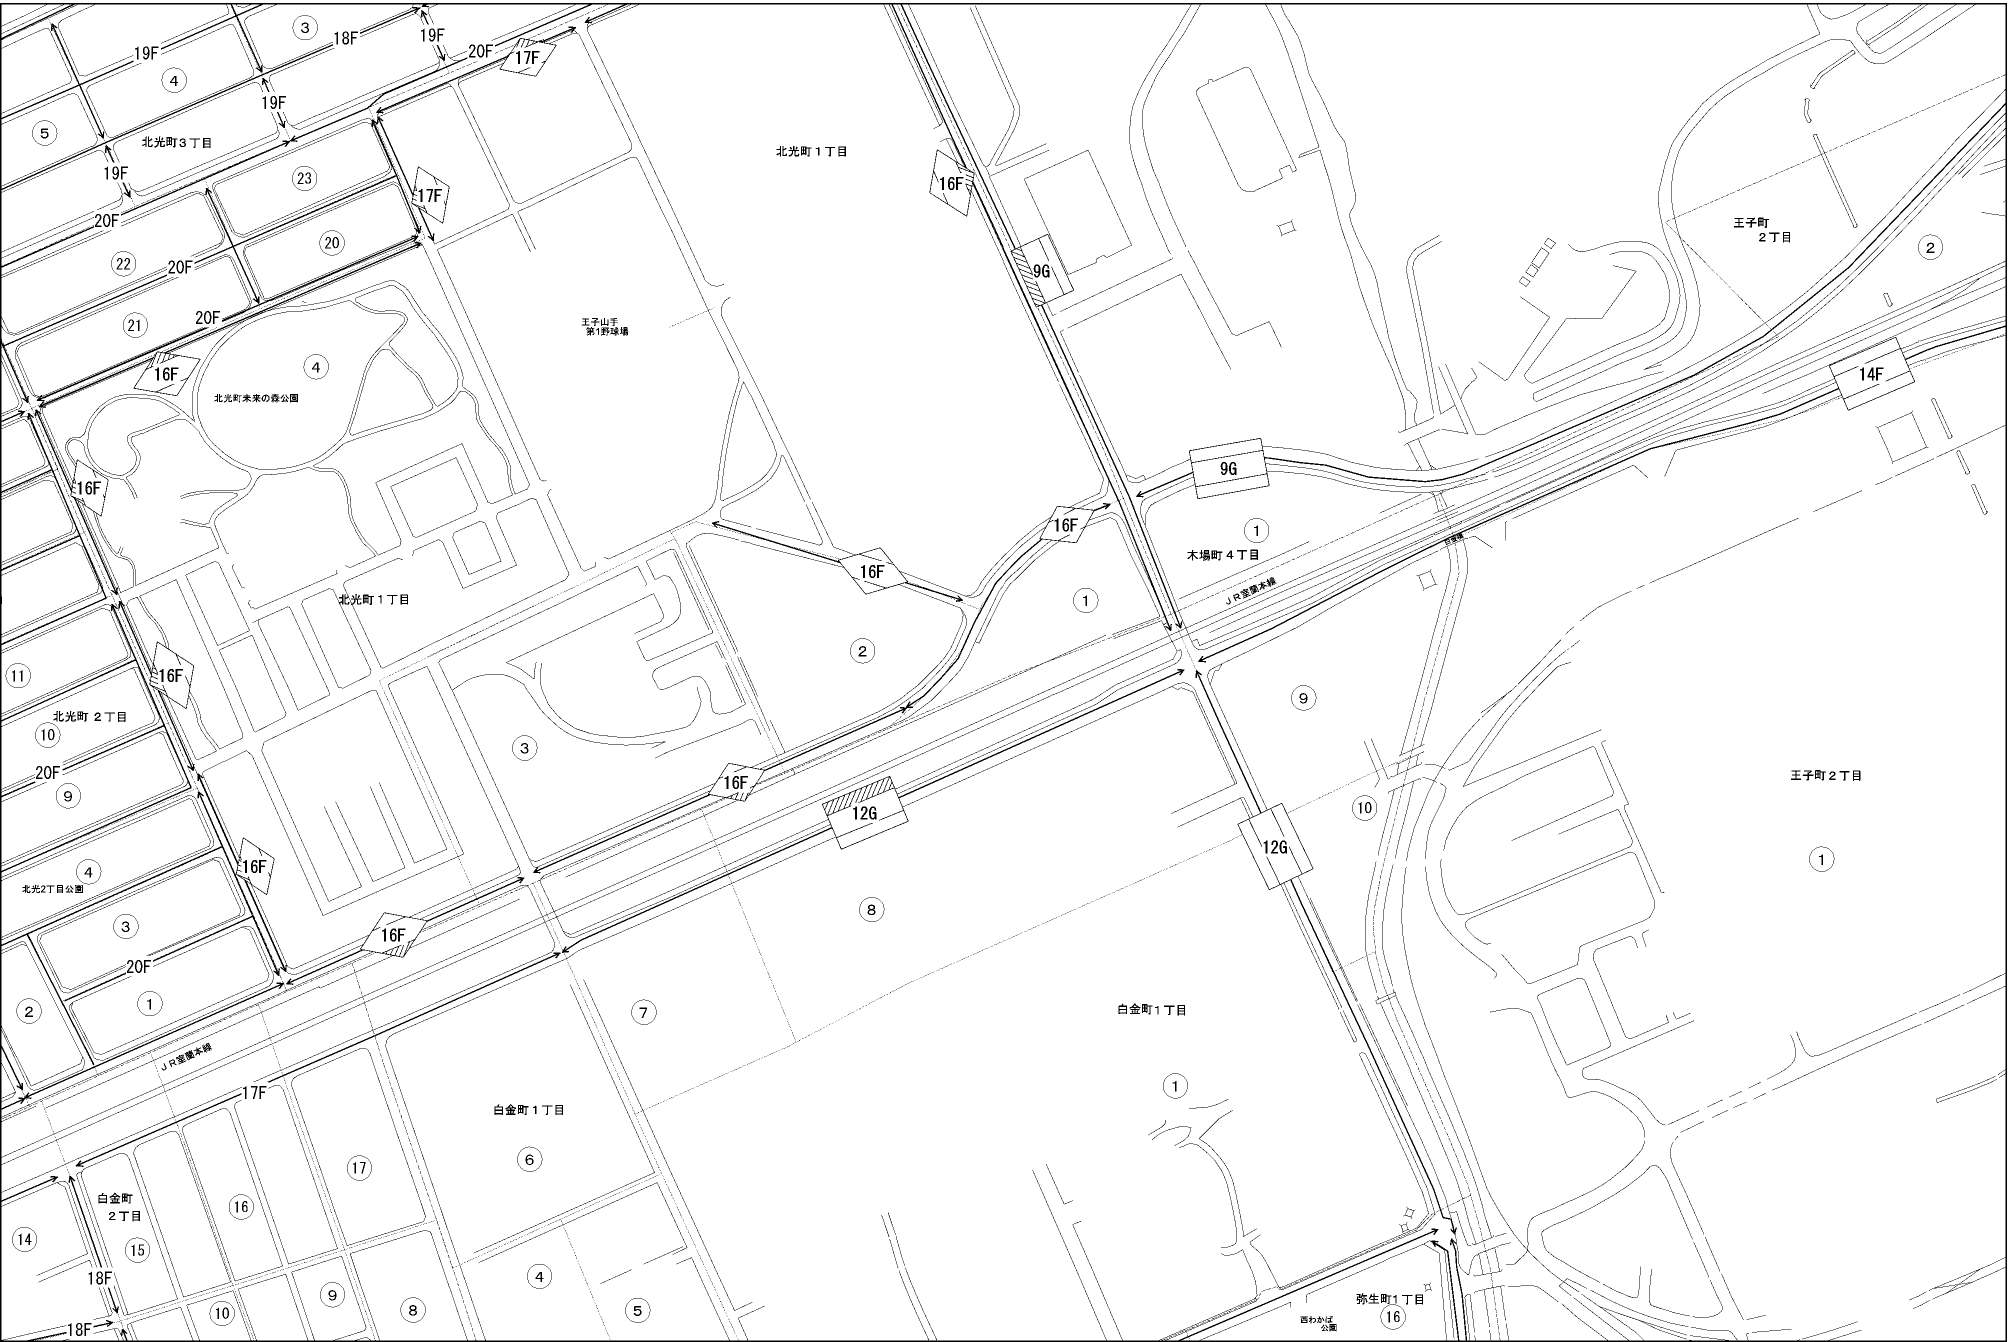 ③
18F
19F
20F
17F
19F
④
19F
⑤
北光町3丁目
19F
北光町1丁目
16F
㉓
17F
20F
⑳
王子町
2丁目
②
㉒
20F
9G
㉑
20F
王子山手
第1野球場
16F
④
14F
北光町未来の森公園
16F
9G
16F
①
木場町4丁目
16F
JR室蘭本線
北光町1丁目
①
②
⑪
16F
⑨
北光町2丁目
⑩
③
20F
⑨
16F
12G
王子町2丁目
⑩
12G
①
④
16F
北光2丁目公園
③
16F
⑧
20F
①
②
⑦
白金町1丁目
JR室蘭本線
17F
白金町1丁目
①
⑥
⑰
白金町
2丁目
⑯
⑭
⑮
18F
④
⑨
⑩
⑧
⑤
弥生町1丁目
⑯
西わかば
公園
18F